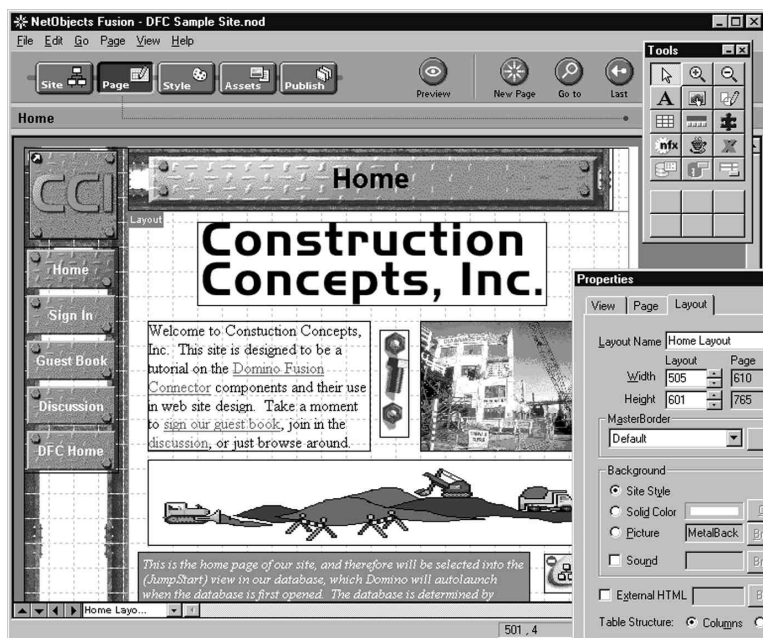 NetObjects Fusion - DFC Sample Site.nod
File Edit Go Page View Help
Site Page Style Assets Publish
Preview New Page Go to Last
Home
Tools
A
nfx
CCI
Home
Layout
Construction
Concepts, Inc.
Home
Sign In
Guest Book
Discussion
DFC Home
Welcome to Constuction Concepts,
Inc. This site is designed to be a
tutorial on the Domino Fusion
Connector components and their use
in web site design. Take a moment
to sign our guest book, join in the
discussion, or just browse around.
This is the home page of our site, and therefore will be selected into the
(JumpStart) view in our database, which Domino will autolaunch
when the database is first opened. The database is determined by
Home Layo...
501 , 4
Properties
View Page Layout
Layout Name Home Layout
Layout Page
Width 505 610
Height 601 765
MasterBorder
Default
Background
Site Style
Solid Color
Picture MetalBack Br
Sound Br
External HTML B
Table Structure: Columns